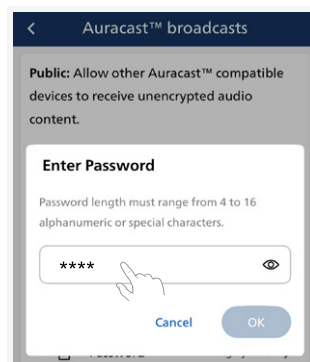 Auracast™ broadcasts
Public: Allow other Auracast™ compatible
devices to receive unencrypted audio
content.
Enter Password
Password length must range from 4 to 16
alphanumeric or special characters.
****
Cancel OK
Password